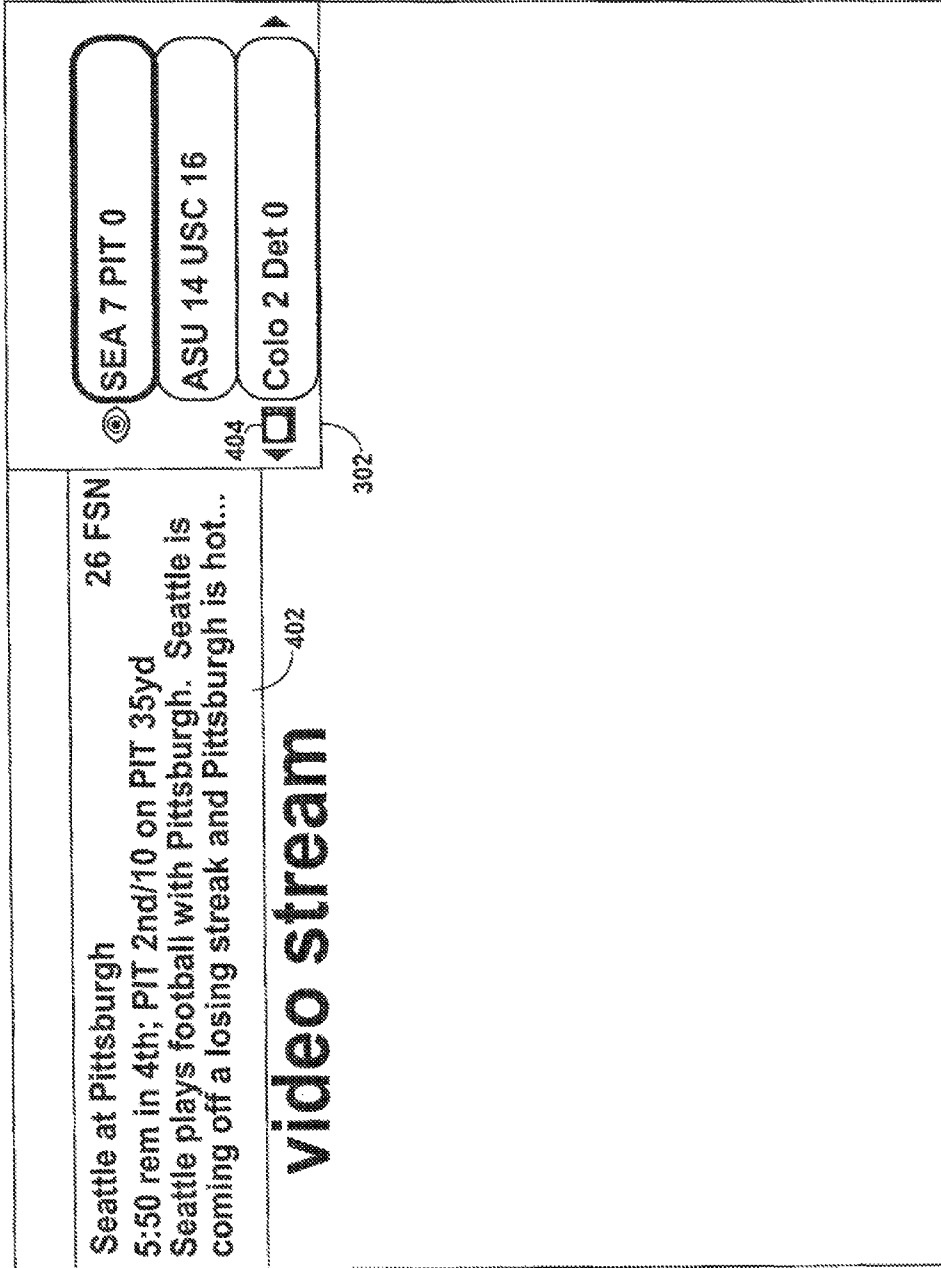 Seattle at Pittsburgh 26 FSN
5:50 rem in 4th; PIT 2nd/10 on PIT 35yd
Seattle plays football with Pittsburgh. Seattle is
coming off a losing streak and Pittsburgh is hot...
402
video stream
SEA 7 PIT 0
ASU 14 USC 16
404
Colo 2 Det 0
302